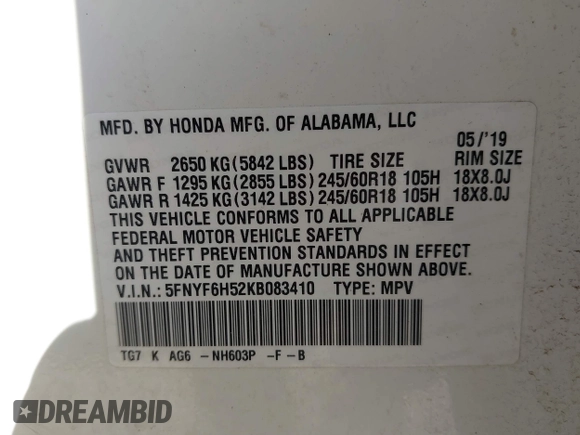 MFD. BY HONDA MFG. OF ALABAMA, LLC
05/'19
GVWR 2650 KG(5842 LBS) TIRE SIZE RIM SIZE
GAWR F 1295 KG(2855 LBS) 245/60R18 105H 18X8.0J
GAWR R 1425 KG(3142 LBS) 245/60R18 105H 18X8.0J
THIS VEHICLE CONFORMS TO ALL APPLICABLE
FEDERAL MOTOR VEHICLE SAFETY
AND THEFT PREVENTION STANDARDS IN EFFECT
ON THE DATE OF MANUFACTURE SHOWN ABOVE.
V.I.N.: 5FNYF6H52KB083410 TYPE: MPV
TG7 K AG6 -NH603P -F-B
DREAMBID